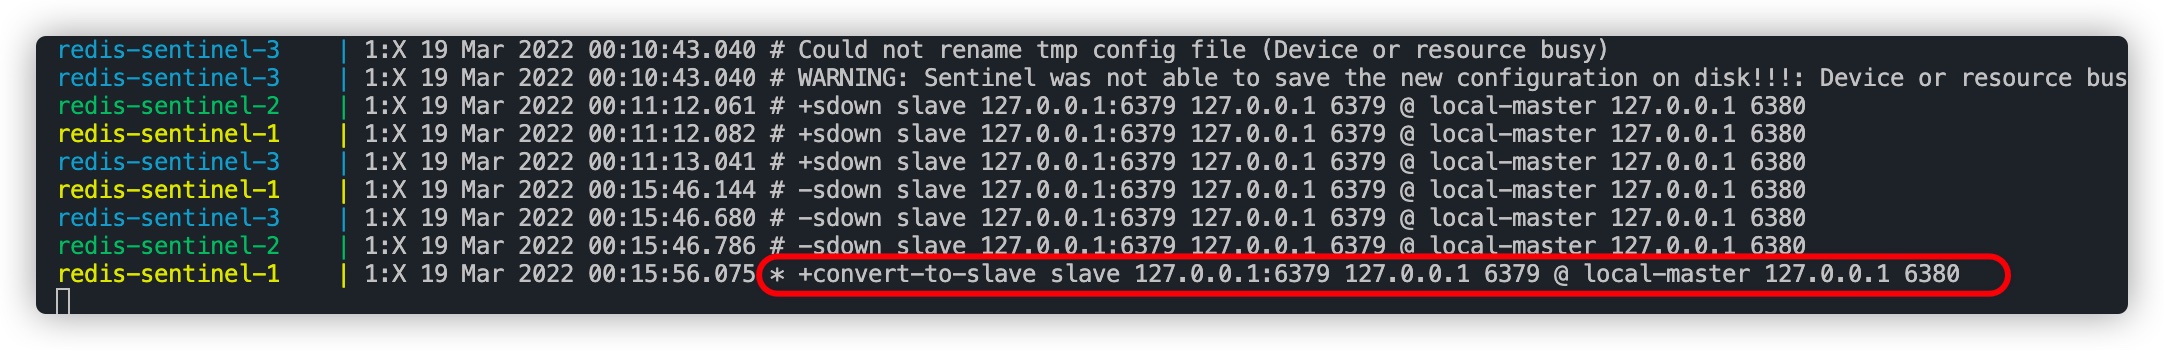 redis-sentinel-3 | 1:X 19 Mar 2022 00:10:43.040 # Could not rename tmp config file (Device or resource busy)
redis-sentinel-3 | 1:X 19 Mar 2022 00:10:43.040 # WARNING: Sentinel was not able to save the new configuration on disk!!!: Device or resource bus
redis-sentinel-2 | 1:X 19 Mar 2022 00:11:12.061 # +sdown slave 127.0.0.1:6379 127.0.0.1 6379 @ local-master 127.0.0.1 6380
redis-sentinel-1 | 1:X 19 Mar 2022 00:11:12.082 # +sdown slave 127.0.0.1:6379 127.0.0.1 6379 @ local-master 127.0.0.1 6380
redis-sentinel-3 | 1:X 19 Mar 2022 00:11:13.041 # +sdown slave 127.0.0.1:6379 127.0.0.1 6379 @ local-master 127.0.0.1 6380
redis-sentinel-1 | 1:X 19 Mar 2022 00:15:46.144 # -sdown slave 127.0.0.1:6379 127.0.0.1 6379 @ local-master 127.0.0.1 6380
redis-sentinel-3 | 1:X 19 Mar 2022 00:15:46.680 # -sdown slave 127.0.0.1:6379 127.0.0.1 6379 @ local-master 127.0.0.1 6380
redis-sentinel-2 | 1:X 19 Mar 2022 00:15:46.786 # -sdown slave 127.0.0.1:6379 127.0.0.1 6379 @ local-master 127.0.0.1 6380
redis-sentinel-1 | 1:X 19 Mar 2022 00:15:56.075 * +convert-to-slave slave 127.0.0.1:6379 127.0.0.1 6379 @ local-master 127.0.0.1 6380